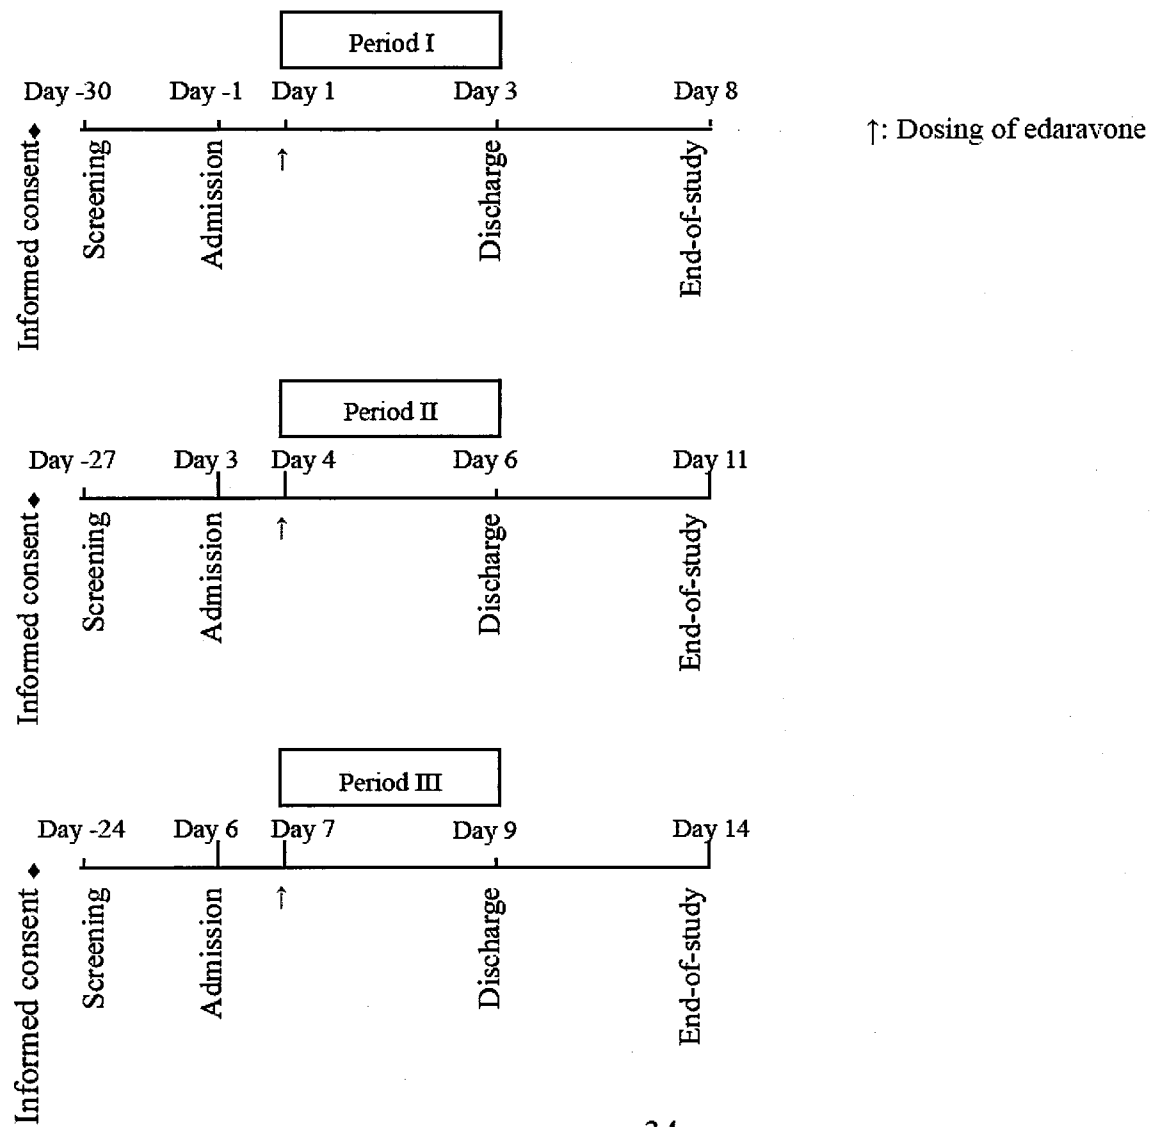 Period I
Day -30 Day -1 Day 1 Day 3 Day 8
↑: Dosing of edaravone
Informed consent
Screening
Admission
↑
Discharge
End-of-study
Period II
Day -27 Day 3 Day 4 Day 6 Day 11
Informed consent
Screening
Admission
↑
Discharge
End-of-study
Period III
Day -24 Day 6 Day 7 Day 9 Day 14
Informed consent
Screening
Admission
↑
Discharge
End-of-study